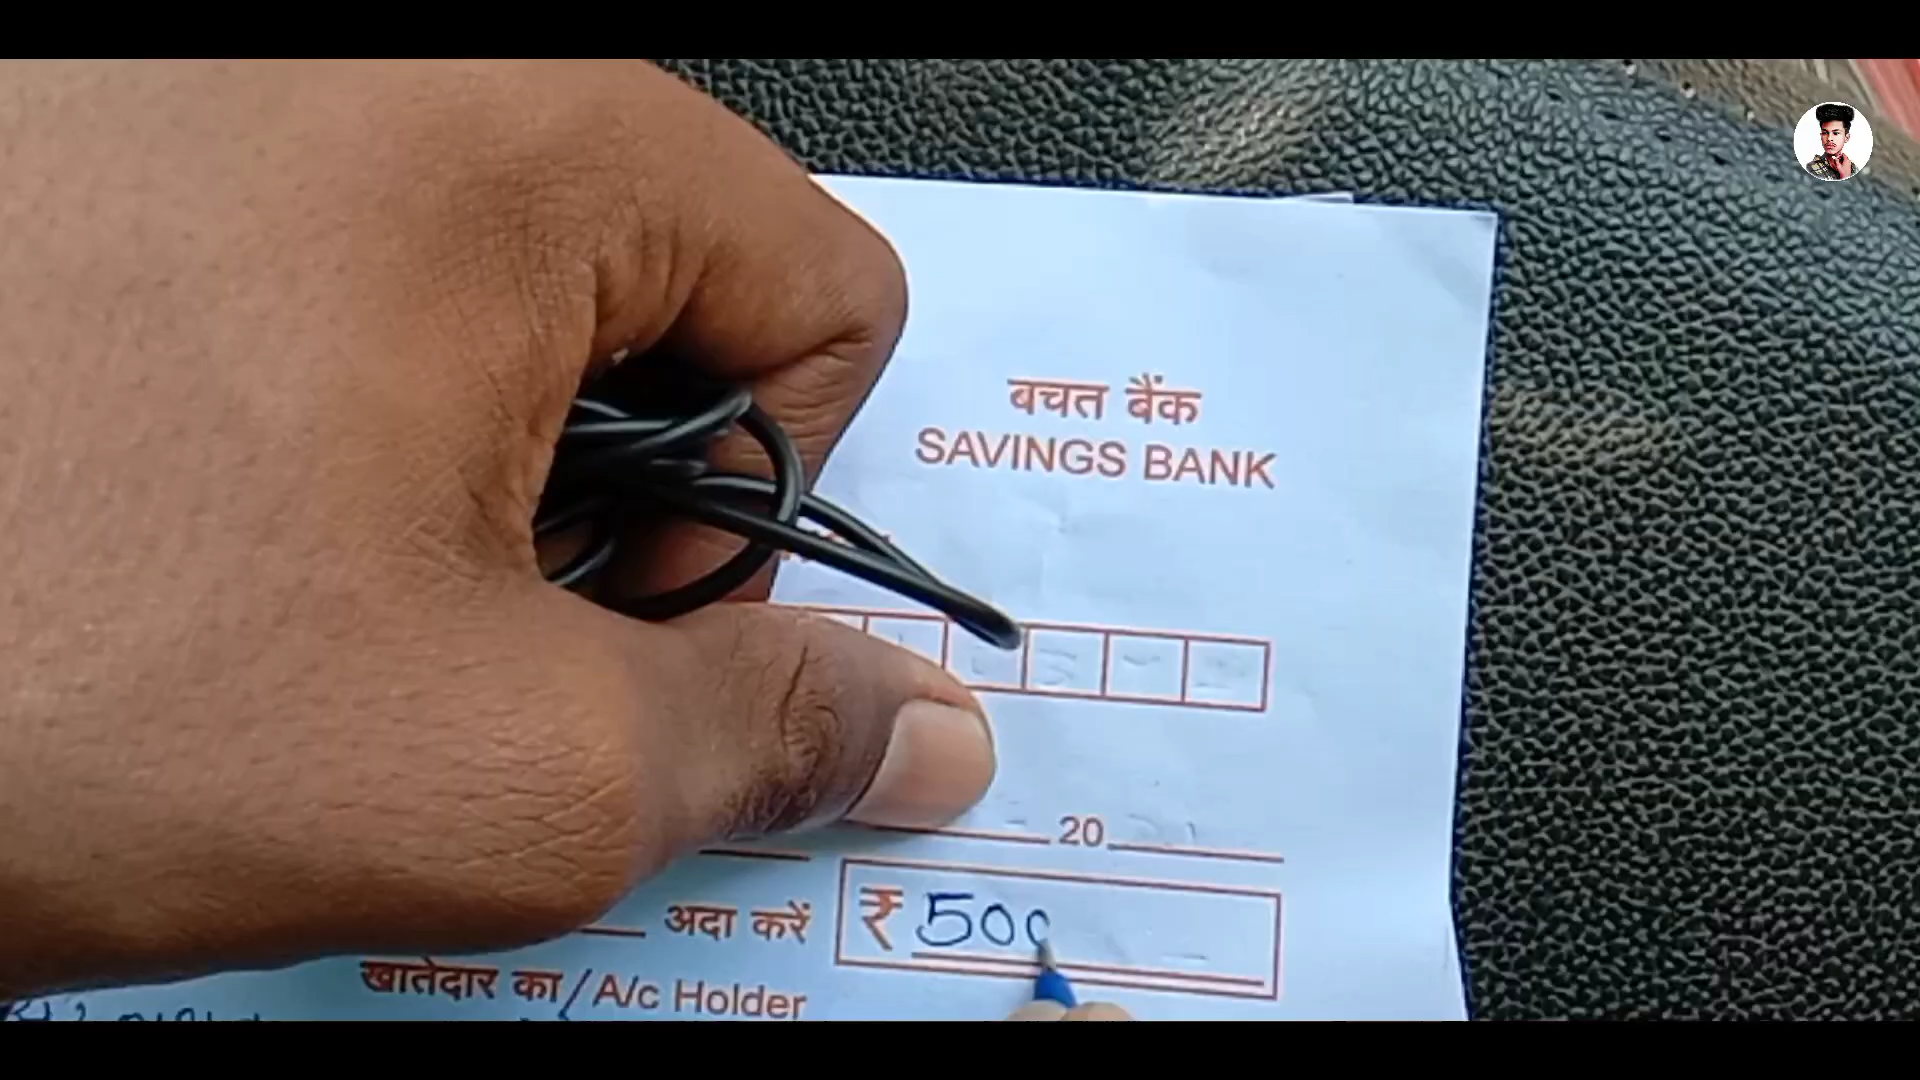 बचत बैंक
SAVINGS BANK
20
अदा करें ₹ 500
खातेदार का/A/c Holder